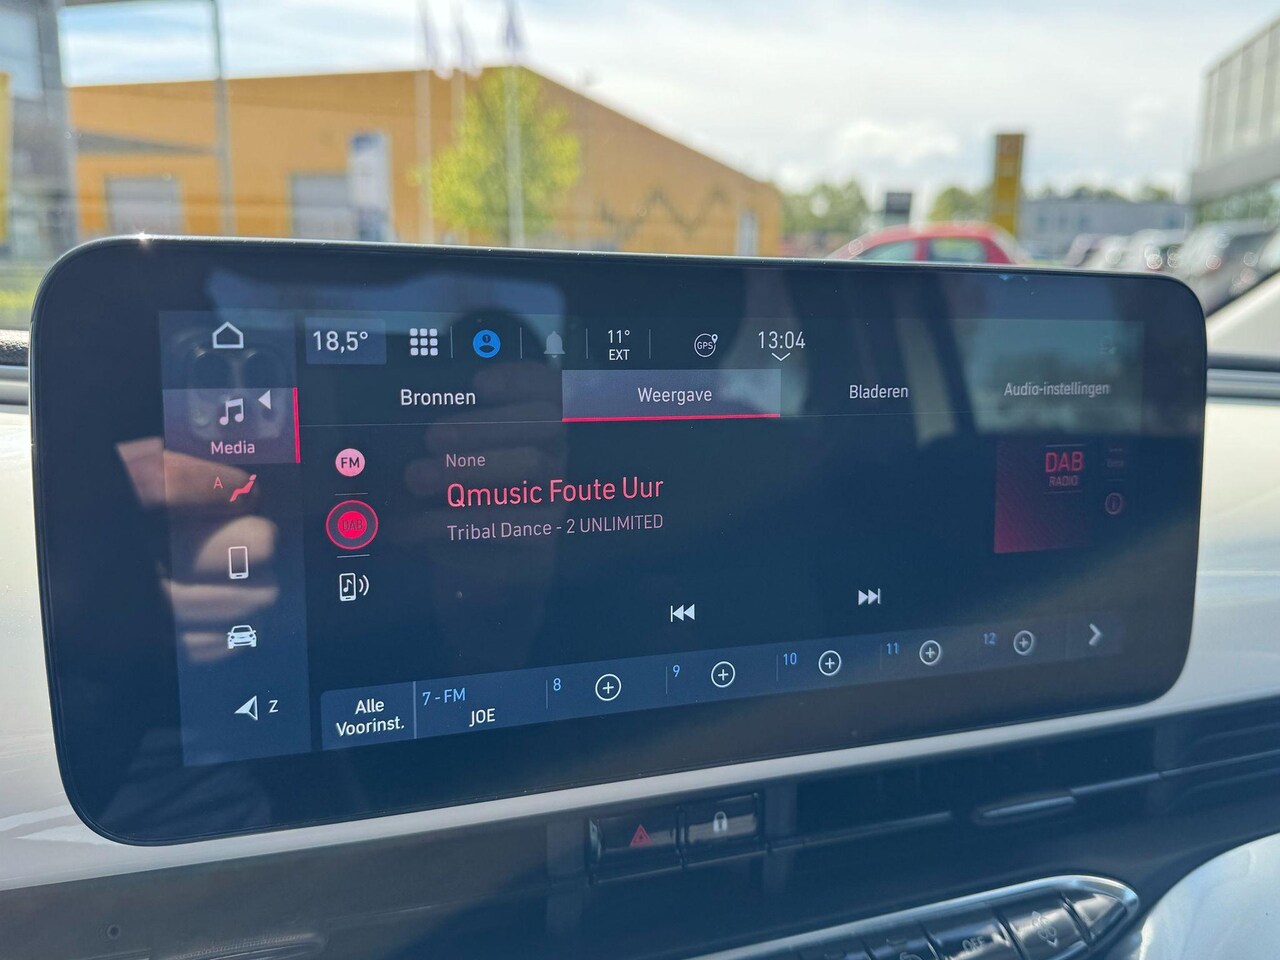 18,5°
11°
EXT
GPS
13:04
Bronnen
Weergave
Bladeren
Audio-instellingen
Media
A
Z
FM
DAB
None
Qmusic Foute Uur
Tribal Dance - 2 UNLIMITED
DAB
RADIO
Alle
Voorinst.
7 - FM
JOE
8
9
10
11
12
OFF